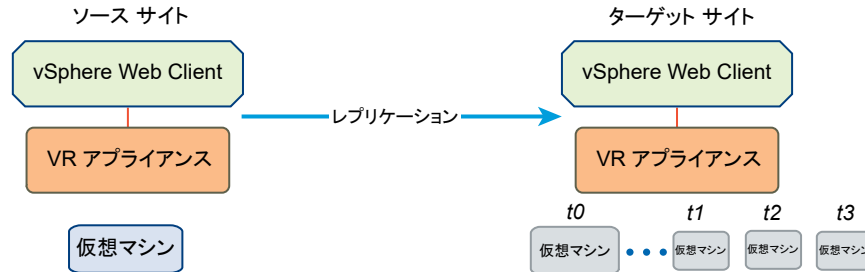 ソース サイト
ターゲット サイト
vSphere Web Client
vSphere Web Client
レプリケーション
VR アプライアンス
VR アプライアンス
t0
t1
t2
t3
仮想マシン
仮想マシン
仮想マシン
仮想マシン
仮想マシン